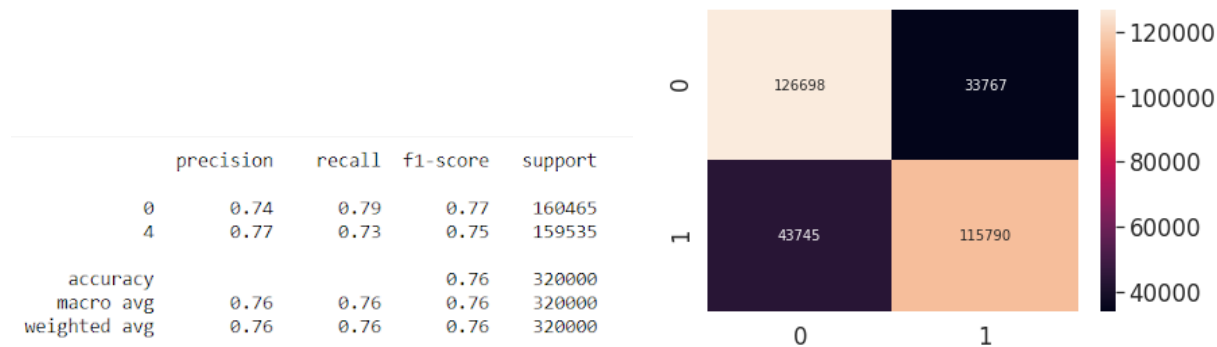 precision recall f1-score support
0 0.74 0.79 0.77 160465
4 0.77 0.73 0.75 159535
accuracy 0.76 320000
macro avg 0.76 0.76 0.76 320000
weighted avg 0.76 0.76 0.76 320000
0
126698 33767
1
43745 115790
0 1
120000
100000
80000
60000
40000